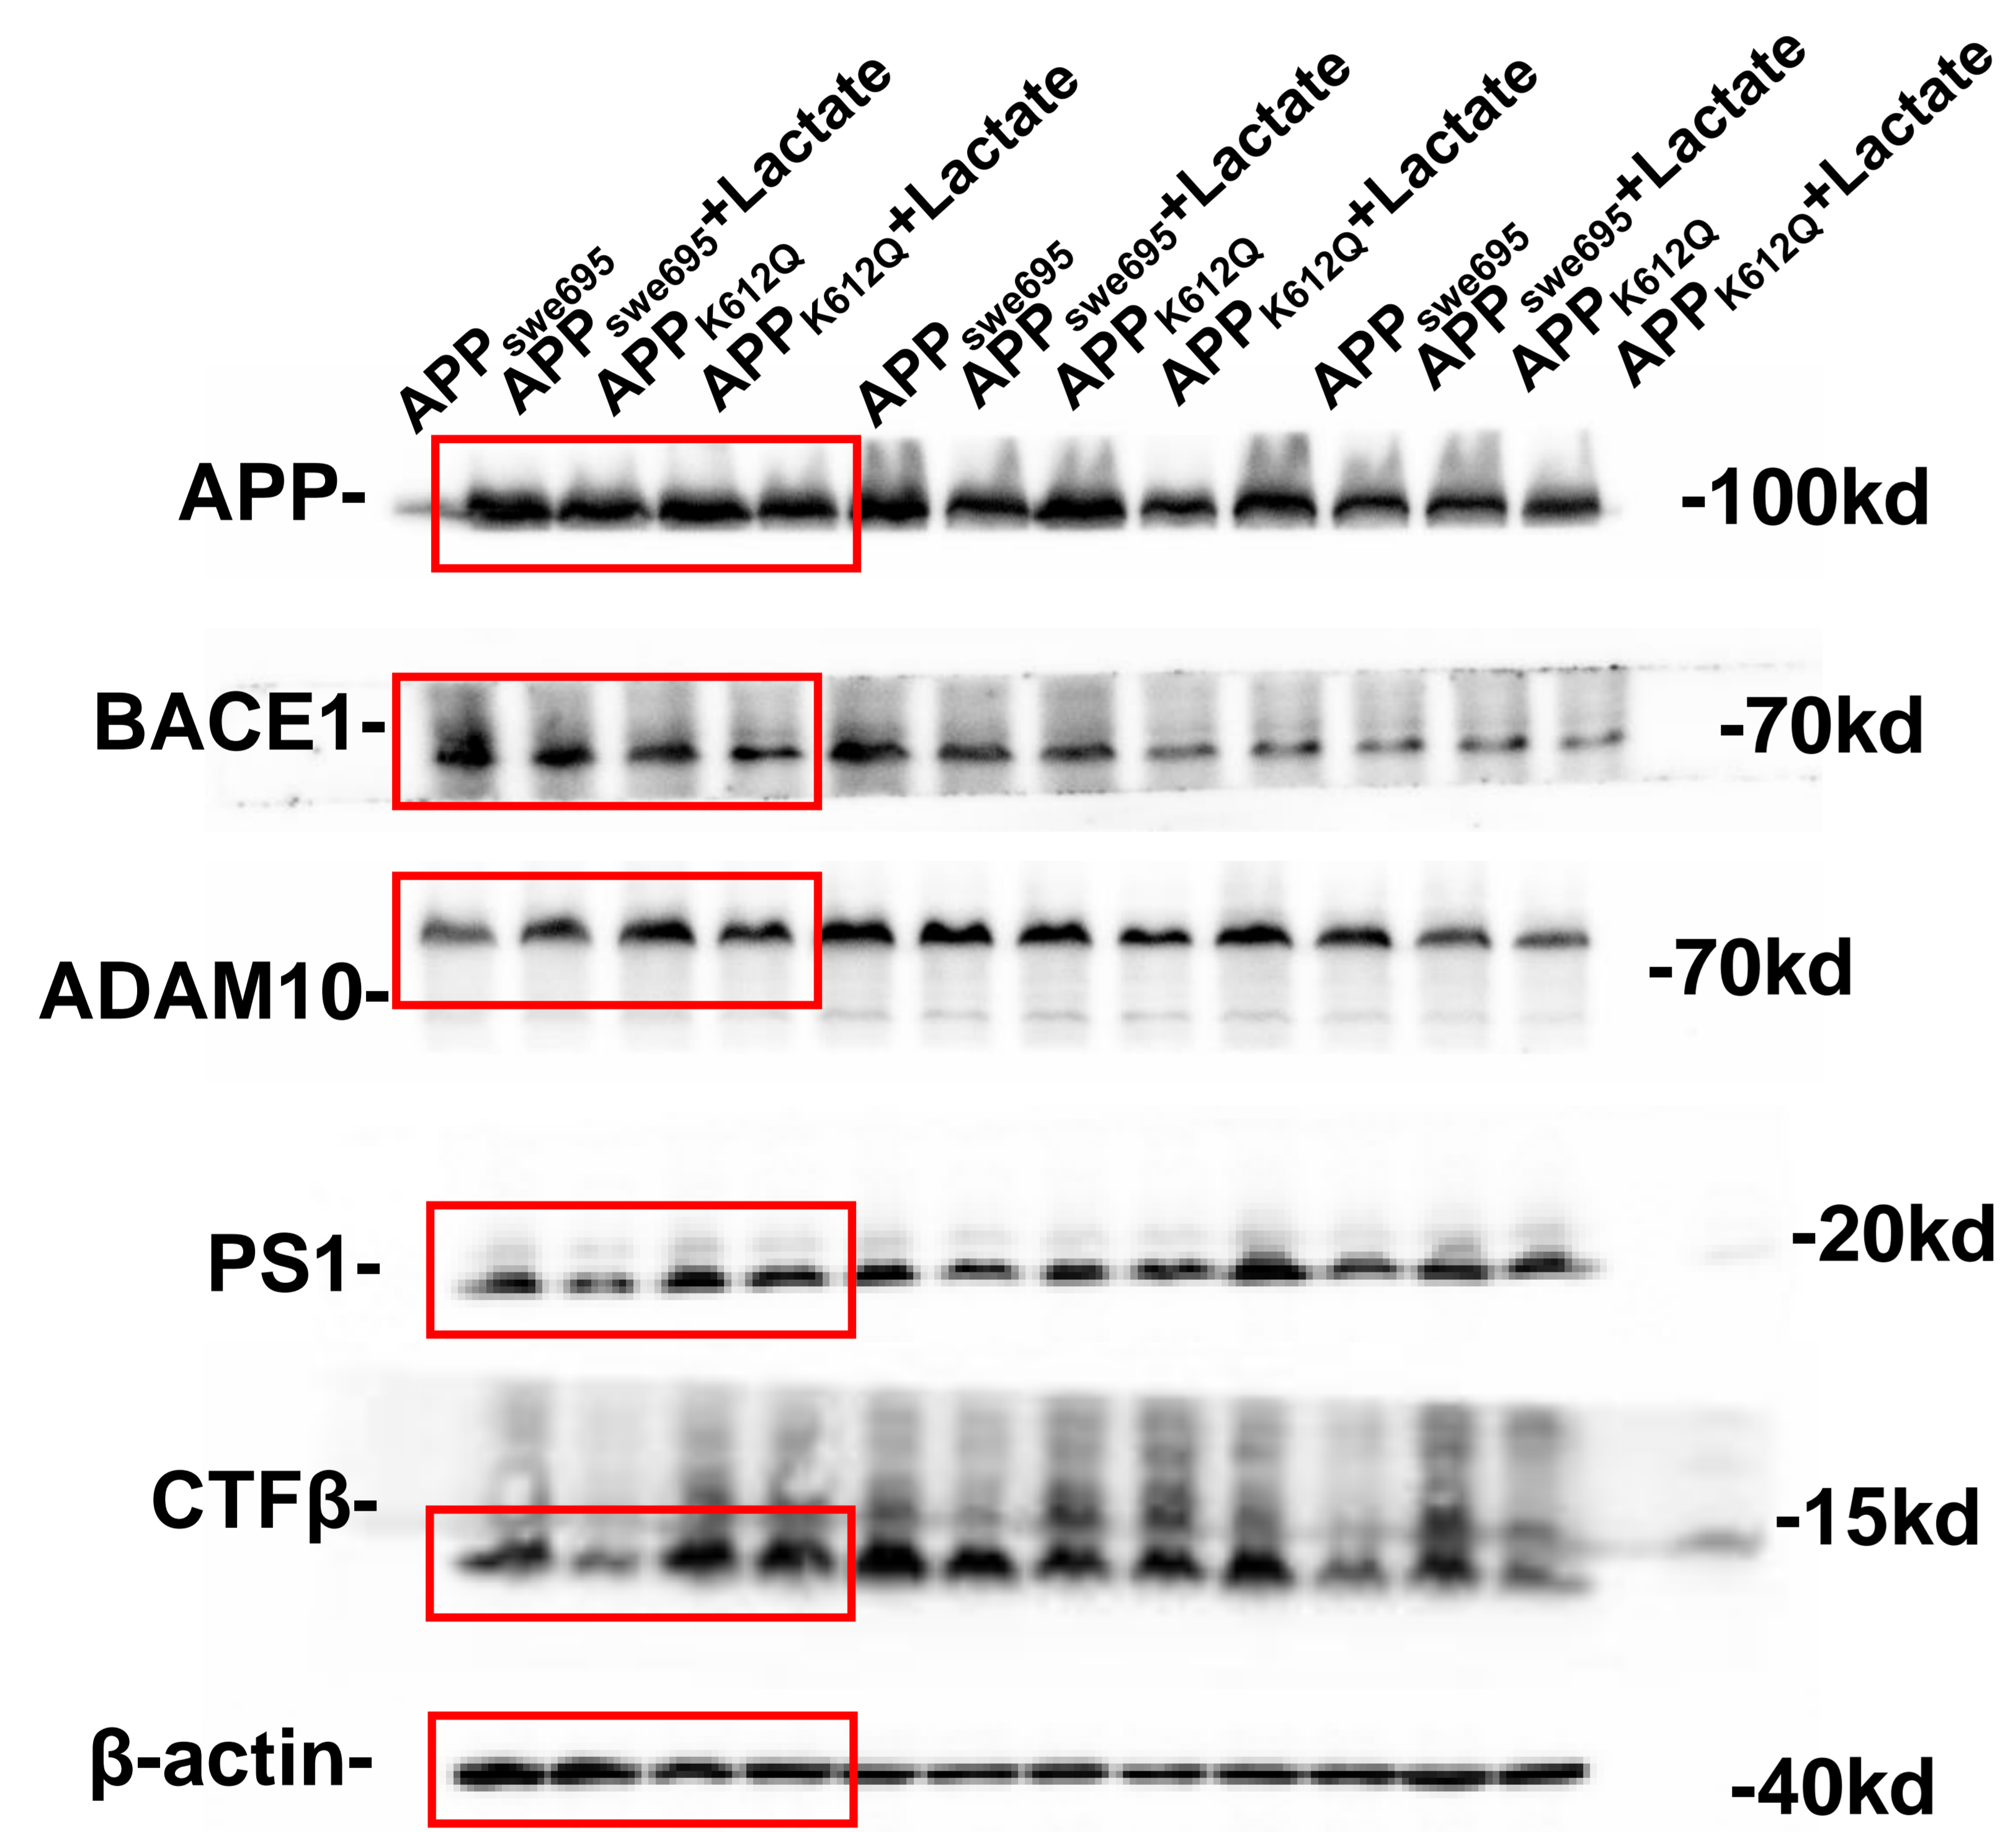 APPswe695
APPswe695+Lactate
APPK612Q
APPK612Q+Lactate
APPswe695
APPswe695+Lactate
APPK612Q
APPK612Q+Lactate
APPswe695
APPswe695+Lactate
APPK612Q
APPK612Q+Lactate
APP- -100kd
BACE1- -70kd
ADAM10- -70kd
PS1- -20kd
CTFβ- -15kd
β-actin- -40kd